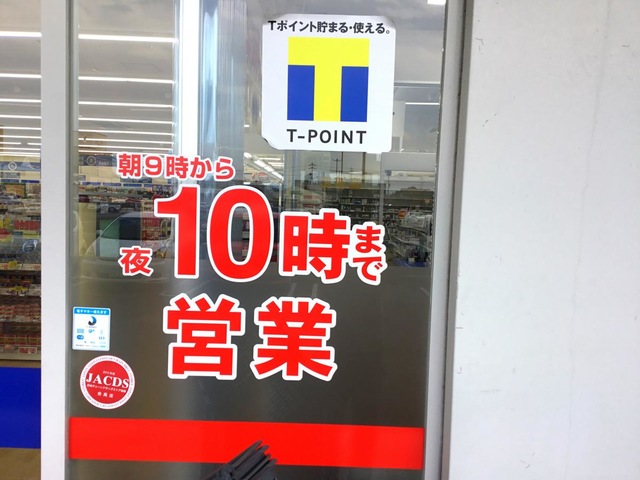 Tポイント貯まる・使える。
T-POINT
朝9時から
夜10時まで
営業
JACDS